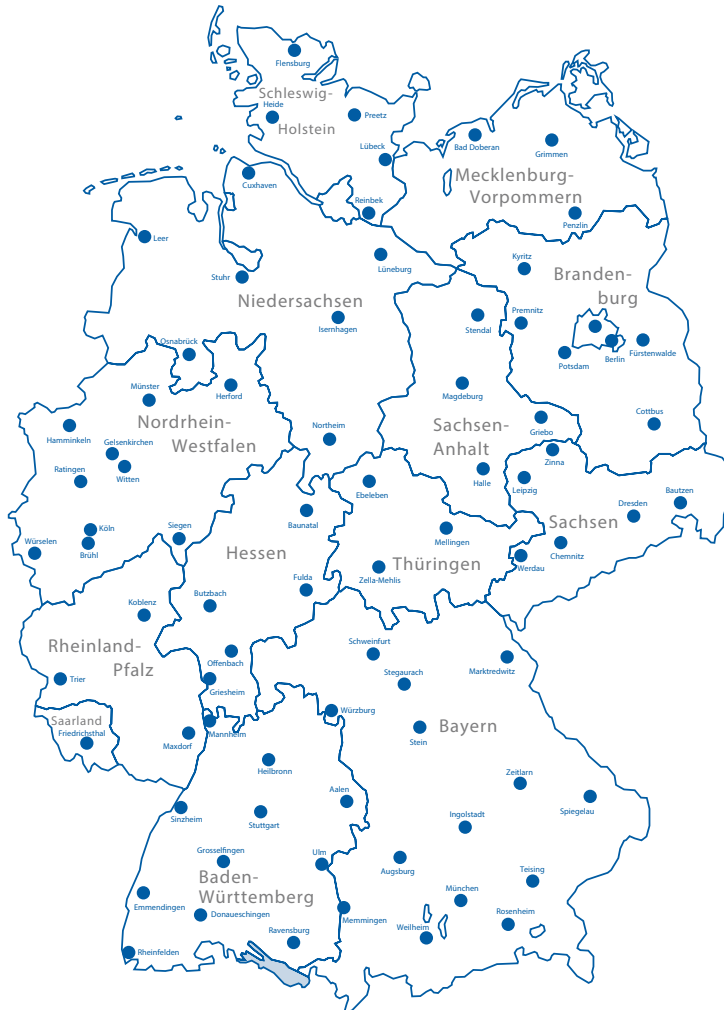 Flensburg
Schleswig-
Heide
Preetz
Holstein
Lübeck
Bad Doberan
Grimmen
Cuxhaven
Mecklenburg-
Vorpommern
Reinbek
Penzlin
Leer
Lüneburg
Kyritz
Stuhr
Branden-
burg
Niedersachsen
Isernhagen
Stendal
Premnitz
Osnabrück
Berlin
Fürstenwalde
Potsdam
Münster
Herford
Magdeburg
Nordrhein-
Westfalen
Hamminkeln
Gelsenkirchen
Northeim
Sachsen-
Anhalt
Griebo
Cottbus
Ratingen
Witten
Zinna
Halle
Leipzig
Ebeleben
Bautzen
Baunatal
Dresden
Köln
Siegen
Mellingen
Sachsen
Würselen
Brühl
Hessen
Thüringen
Chemnitz
Werdau
Zella-Mehlis
Fulda
Butzbach
Koblenz
Rheinland-
Pfalz
Schweinfurt
Offenbach
Stegaurach
Marktredwitz
Trier
Griesheim
Würzburg
Saarland
Friedrichsthal
Mannheim
Maxdorf
Bayern
Stein
Heilbronn
Zeitlarn
Aalen
Spiegelau
Sinzheim
Stuttgart
Ingolstadt
Grosselfingen
Ulm
Augsburg
Teising
Baden-
Württemberg
Emmendingen
München
Donaueschingen
Memmingen
Rosenheim
Weilheim
Ravensburg
Rheinfelden